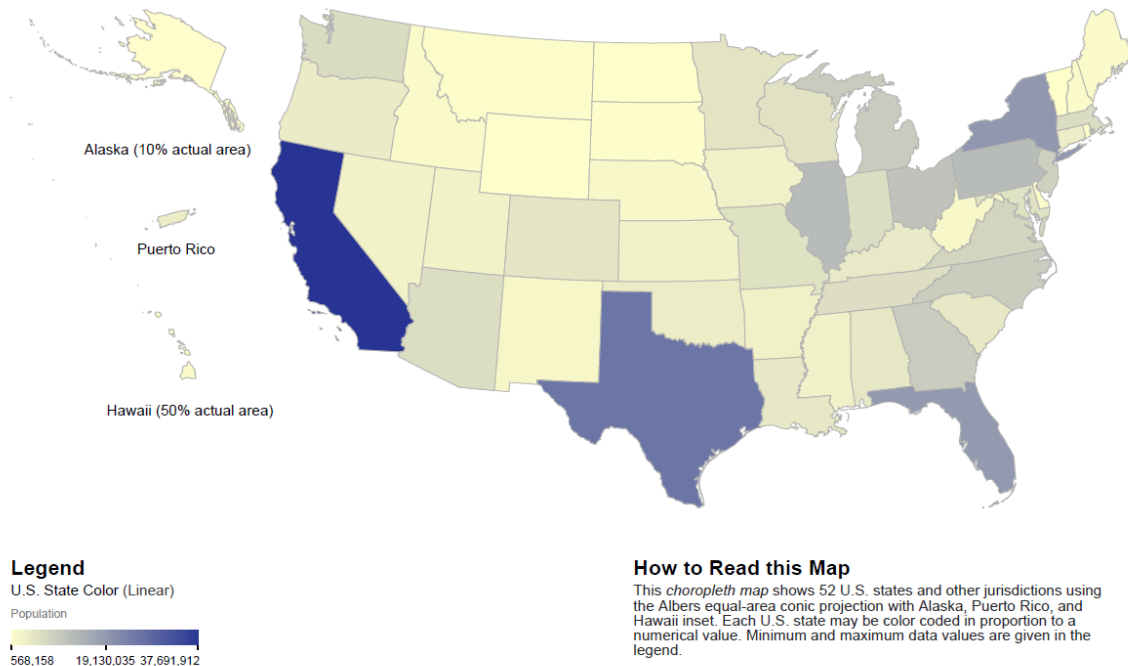 Alaska (10% actual area)
Puerto Rico
Hawaii (50% actual area)
Legend
U.S. State Color (Linear)
Population
568,158 19,130,035 37,691,912
How to Read this Map
This choropleth map shows 52 U.S. states and other jurisdictions using
the Albers equal-area conic projection with Alaska, Puerto Rico, and
Hawaii inset. Each U.S. state may be color coded in proportion to a
numerical value. Minimum and maximum data values are given in the
legend.